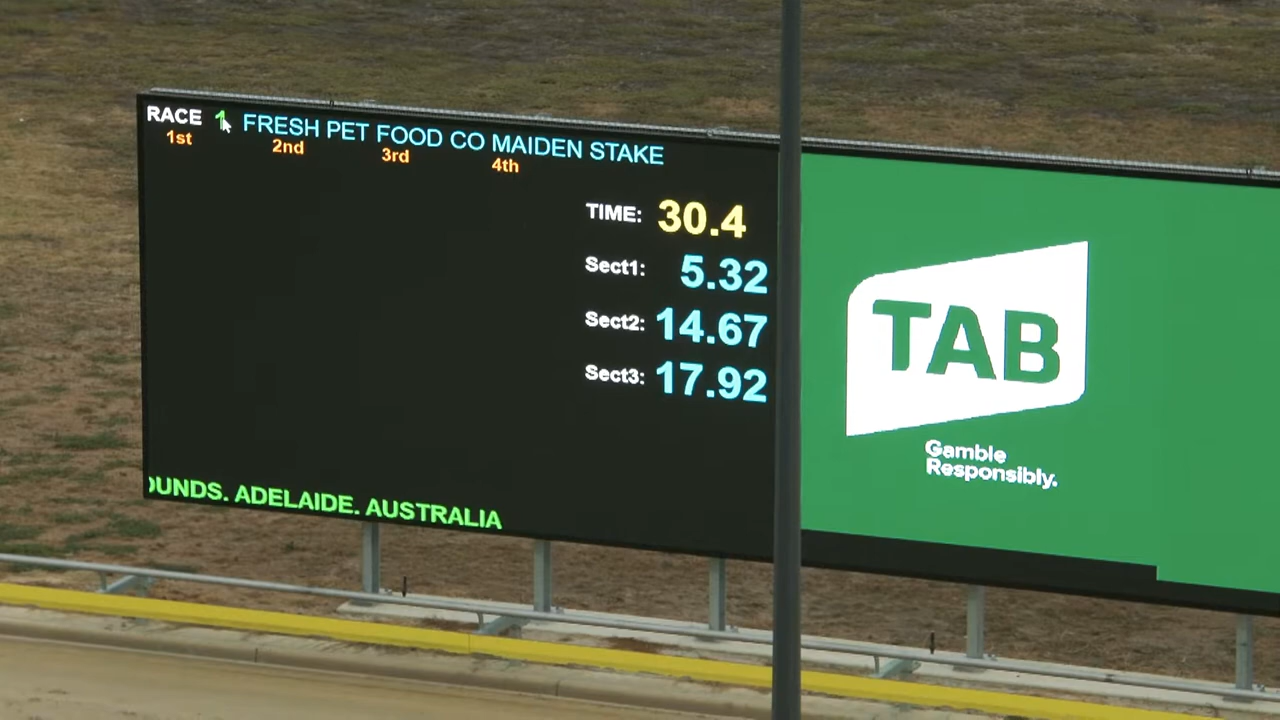 RACE 1 FRESH PET FOOD CO MAIDEN STAKE
1st 2nd 3rd 4th
TIME: 30.4
Sect1: 5.32
Sect2: 14.67
Sect3: 17.92
OUNDS. ADELAIDE. AUSTRALIA
TAB
Gamble
Responsibly.